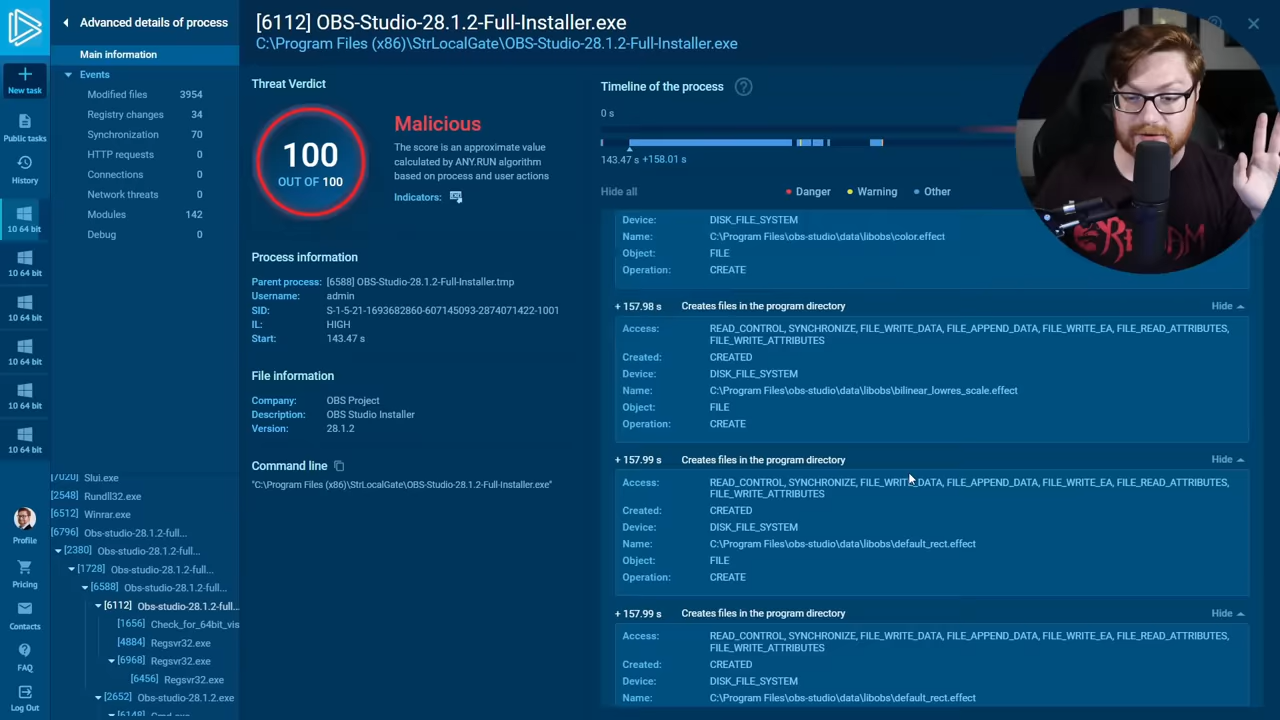 New task
Public tasks
History
10 64 bit
10 64 bit
10 64 bit
10 64 bit
10 64 bit
10 64 bit
Profile
Pricing
Contacts
FAQ
Log Out
Advanced details of process
Main information
Events
Modified files 3954
Registry changes 34
Synchronization 70
HTTP requests 0
Connections 0
Network threats 0
Modules 142
Debug 0
[7020] Slui.exe
[2548] Rundll32.exe
[6512] Winrar.exe
[6796] Obs-studio-28.1.2-full...
[2380] Obs-studio-28.1.2-full...
[1728] Obs-studio-28.1.2-full...
[6588] Obs-studio-28.1.2-full...
[6112] Obs-studio-28.1.2-full...
[1656] Check_for_64bit_vis
[4884] Regsvr32.exe
[6968] Regsvr32.exe
[6456] Regsvr32.exe
[2652] Obs-studio-28.1.2.exe
[6148] Cmd.exe
[6112] OBS-Studio-28.1.2-Full-Installer.exe
C:\Program Files (x86)\StrLocalGate\OBS-Studio-28.1.2-Full-Installer.exe
Threat Verdict
100
OUT OF 100
Malicious
The score is an approximate value
calculated by ANY.RUN algorithm
based on process and user actions
Indicators:
Process information
Parent process: [6588] OBS-Studio-28.1.2-Full-Installer.tmp
Username: admin
SID: S-1-5-21-1693682860-607145093-2874071422-1001
IL: HIGH
Start: 143.47 s
File information
Company: OBS Project
Description: OBS Studio Installer
Version: 28.1.2
Command line
"C:\Program Files (x86)\StrLocalGate\OBS-Studio-28.1.2-Full-Installer.exe"
Timeline of the process ?
0 s
143.47 s +158.01 s
Hide all Danger Warning Other
Device: DISK_FILE_SYSTEM
Name: C:\Program Files\obs-studio\data\libobs\color.effect
Object: FILE
Operation: CREATE
+ 157.98 s Creates files in the program directory Hide
Access: READ_CONTROL, SYNCHRONIZE, FILE_WRITE_DATA, FILE_APPEND_DATA, FILE_WRITE_EA, FILE_READ_ATTRIBUTES,
FILE_WRITE_ATTRIBUTES
Created: CREATED
Device: DISK_FILE_SYSTEM
Name: C:\Program Files\obs-studio\data\libobs\bilinear_lowres_scale.effect
Object: FILE
Operation: CREATE
+ 157.99 s Creates files in the program directory Hide
Access: READ_CONTROL, SYNCHRONIZE, FILE_WRITE_DATA, FILE_APPEND_DATA, FILE_WRITE_EA, FILE_READ_ATTRIBUTES,
FILE_WRITE_ATTRIBUTES
Created: CREATED
Device: DISK_FILE_SYSTEM
Name: C:\Program Files\obs-studio\data\libobs\default_rect.effect
Object: FILE
Operation: CREATE
+ 157.99 s Creates files in the program directory Hide
Access: READ_CONTROL, SYNCHRONIZE, FILE_WRITE_DATA, FILE_APPEND_DATA, FILE_WRITE_EA, FILE_READ_ATTRIBUTES,
FILE_WRITE_ATTRIBUTES
Created: CREATED
Device: DISK_FILE_SYSTEM
Name: C:\Program Files\obs-studio\data\libobs\default_rect.effect